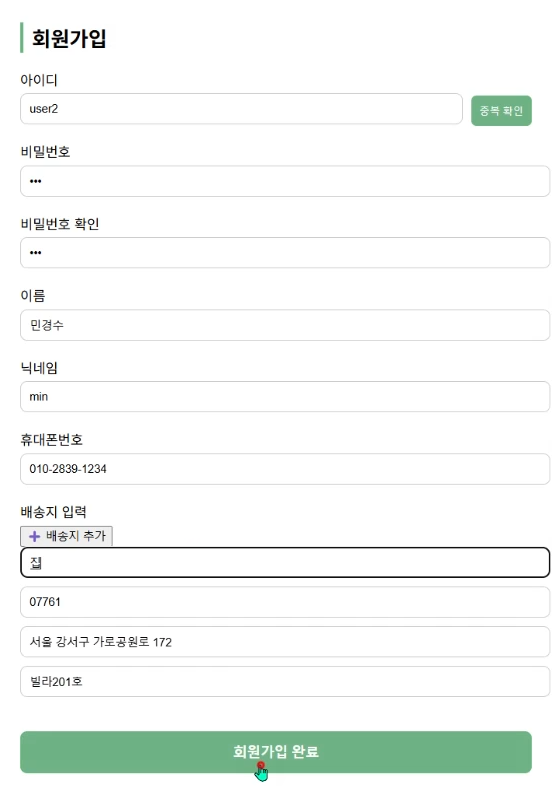 회원가입
아이디
user2 중복 확인
비밀번호
•••
비밀번호 확인
•••
이름
민경수
닉네임
min
휴대폰번호
010-2839-1234
배송지 입력
+ 배송지 추가
집
07761
서울 강서구 가로공원로 172
빌라201호
회원가입 완료